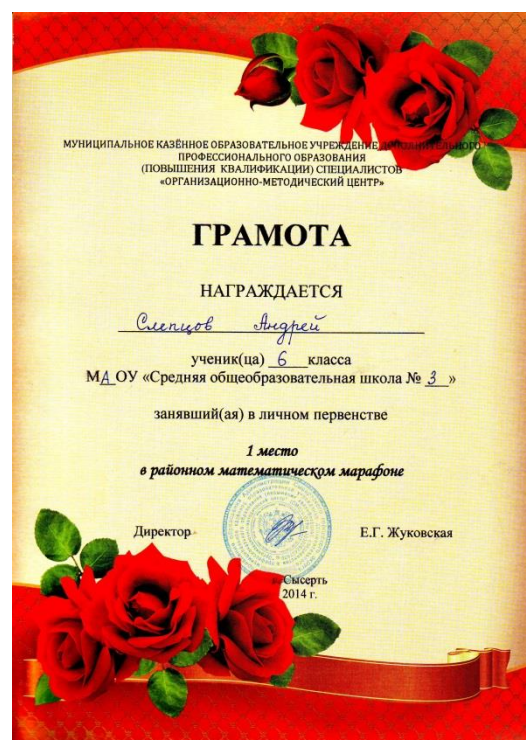 МУНИЦИПАЛЬНОЕ КАЗЁННОЕ ОБРАЗОВАТЕЛЬНОЕ УЧРЕЖДЕНИЕ ДОПОЛНИТЕЛЬНОГО
ПРОФЕССИОНАЛЬНОГО ОБРАЗОВАНИЯ
(ПОВЫШЕНИЯ КВАЛИФИКАЦИИ) СПЕЦИАЛИСТОВ
«ОРГАНИЗАЦИОННО-МЕТОДИЧЕСКИЙ ЦЕНТР»
ГРАМОТА
НАГРАЖДАЕТСЯ
Слепцов Андрей
ученик(ца) 6 класса
МАОУ «Средняя общеобразовательная школа № 3»
занявший(ая) в личном первенстве
1 место
в районном математическом марафоне
Директор Е.Г. Жуковская
Сысерть
2014 г.